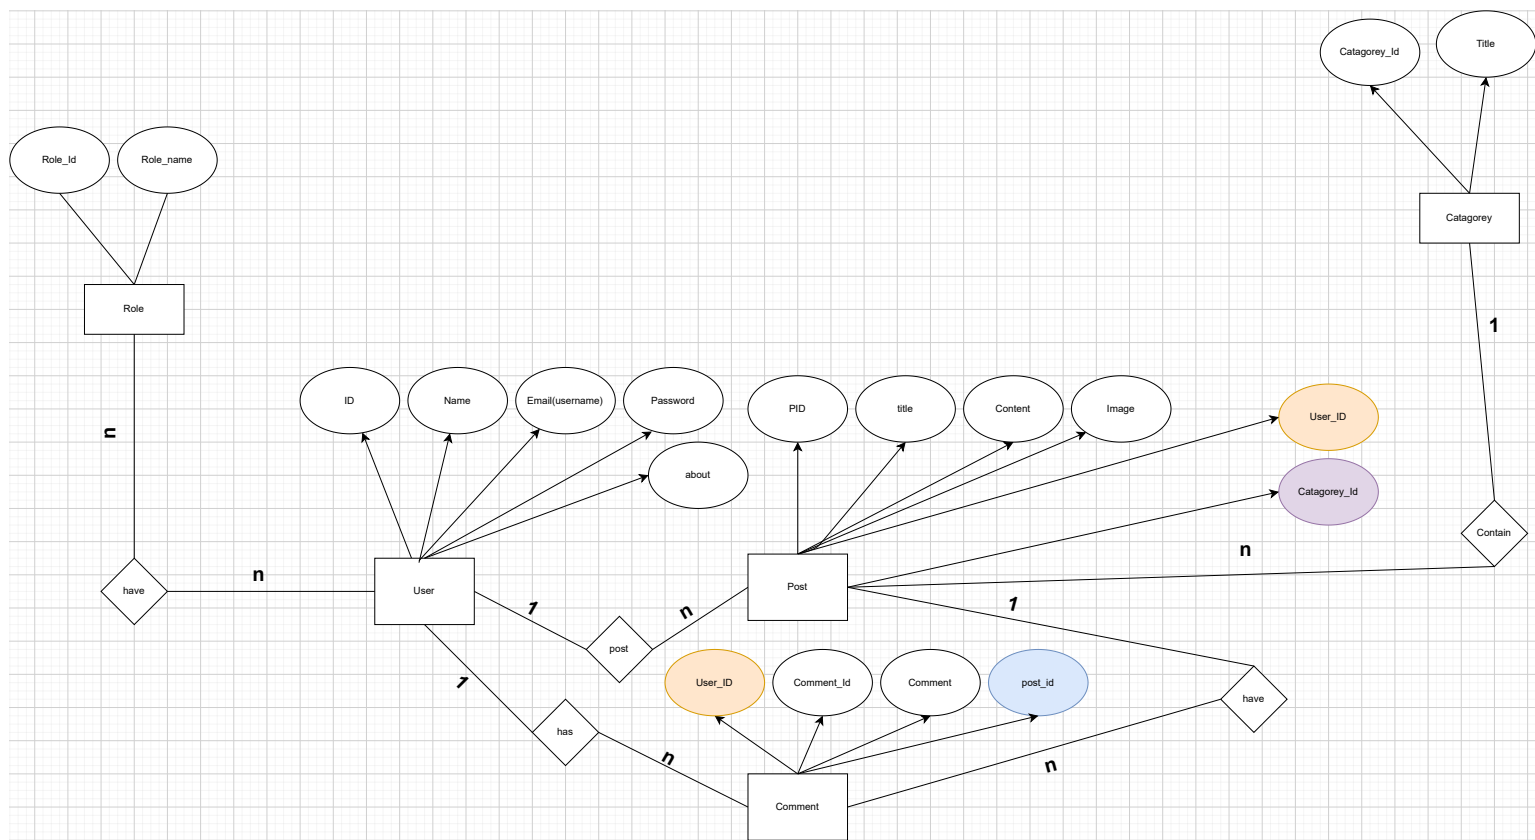 Catagorey_Id
Title
Role_Id
Role_name
Catagorey
Role
1
ID
Name
Email(username)
Password
PID
title
Content
Image
User_ID
n
about
Catagorey_Id
Contain
n
n
have
User
Post
1
1
n
post
User_ID
Comment_Id
Comment
post_id
1
have
has
n
n
Comment